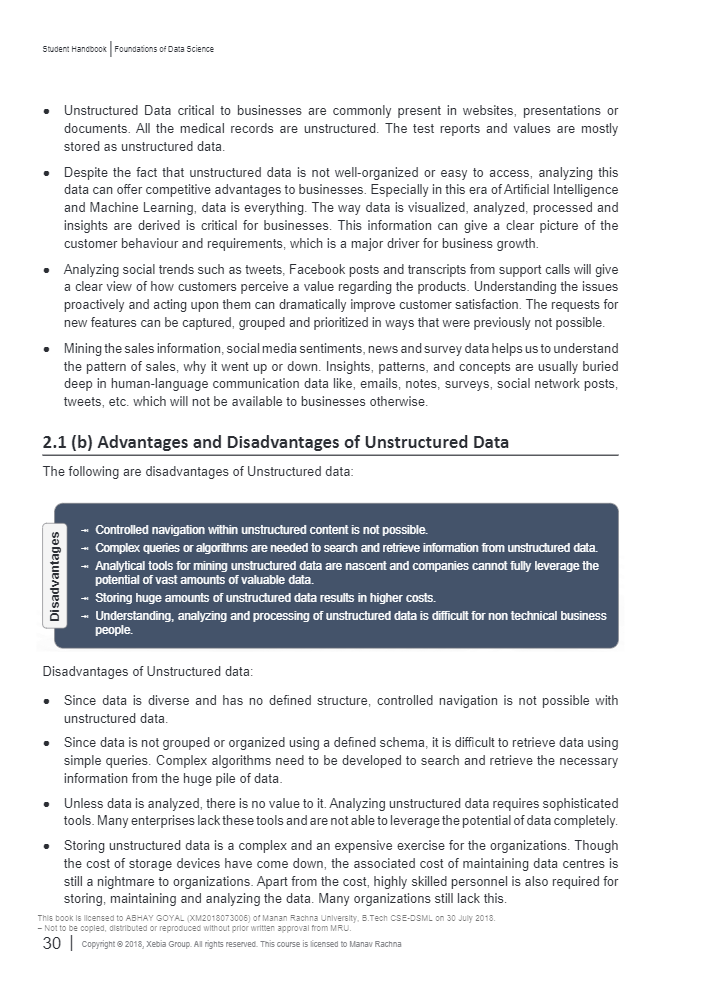 Student Handbook | Foundations of Data Science
● Unstructured Data critical to businesses are commonly present in websites, presentations or
documents. All the medical records are unstructured. The test reports and values are mostly
stored as unstructured data.
● Despite the fact that unstructured data is not well-organized or easy to access, analyzing this
data can offer competitive advantages to businesses. Especially in this era of Artificial Intelligence
and Machine Learning, data is everything. The way data is visualized, analyzed, processed and
insights are derived is critical for businesses. This information can give a clear picture of the
customer behaviour and requirements, which is a major driver for business growth.
● Analyzing social trends such as tweets, Facebook posts and transcripts from support calls will give
a clear view of how customers perceive a value regarding the products. Understanding the issues
proactively and acting upon them can dramatically improve customer satisfaction. The requests for
new features can be captured, grouped and prioritized in ways that were previously not possible.
● Mining the sales information, social media sentiments, news and survey data helps us to understand
the pattern of sales, why it went up or down. Insights, patterns, and concepts are usually buried
deep in human-language communication data like, emails, notes, surveys, social network posts,
tweets, etc. which will not be available to businesses otherwise.
2.1 (b) Advantages and Disadvantages of Unstructured Data
The following are disadvantages of Unstructured data:
Disadvantages
Controlled navigation within unstructured content is not possible.
Complex queries or algorithms are needed to search and retrieve information from unstructured data.
Analytical tools for mining unstructured data are nascent and companies cannot fully leverage the
potential of vast amounts of valuable data.
Storing huge amounts of unstructured data results in higher costs.
Understanding, analyzing and processing of unstructured data is difficult for non technical business
people.
Disadvantages of Unstructured data:
● Since data is diverse and has no defined structure, controlled navigation is not possible with
unstructured data.
● Since data is not grouped or organized using a defined schema, it is difficult to retrieve data using
simple queries. Complex algorithms need to be developed to search and retrieve the necessary
information from the huge pile of data.
● Unless data is analyzed, there is no value to it. Analyzing unstructured data requires sophisticated
tools. Many enterprises lack these tools and are not able to leverage the potential of data completely.
● Storing unstructured data is a complex and an expensive exercise for the organizations. Though
the cost of storage devices have come down, the associated cost of maintaining data centres is
still a nightmare to organizations. Apart from the cost, highly skilled personnel is also required for
storing, maintaining and analyzing the data. Many organizations still lack this.
This book is licensed to ABHAY GOYAL (XM2018073006) of Manan Rachna University, B.Tech CSE-DSML on 30 July 2018.
– Not to be copied, distributed or reproduced without prior written approval from MRU.
30 | Copyright © 2018, Xebia Group. All rights reserved. This course is licensed to Manav Rachna